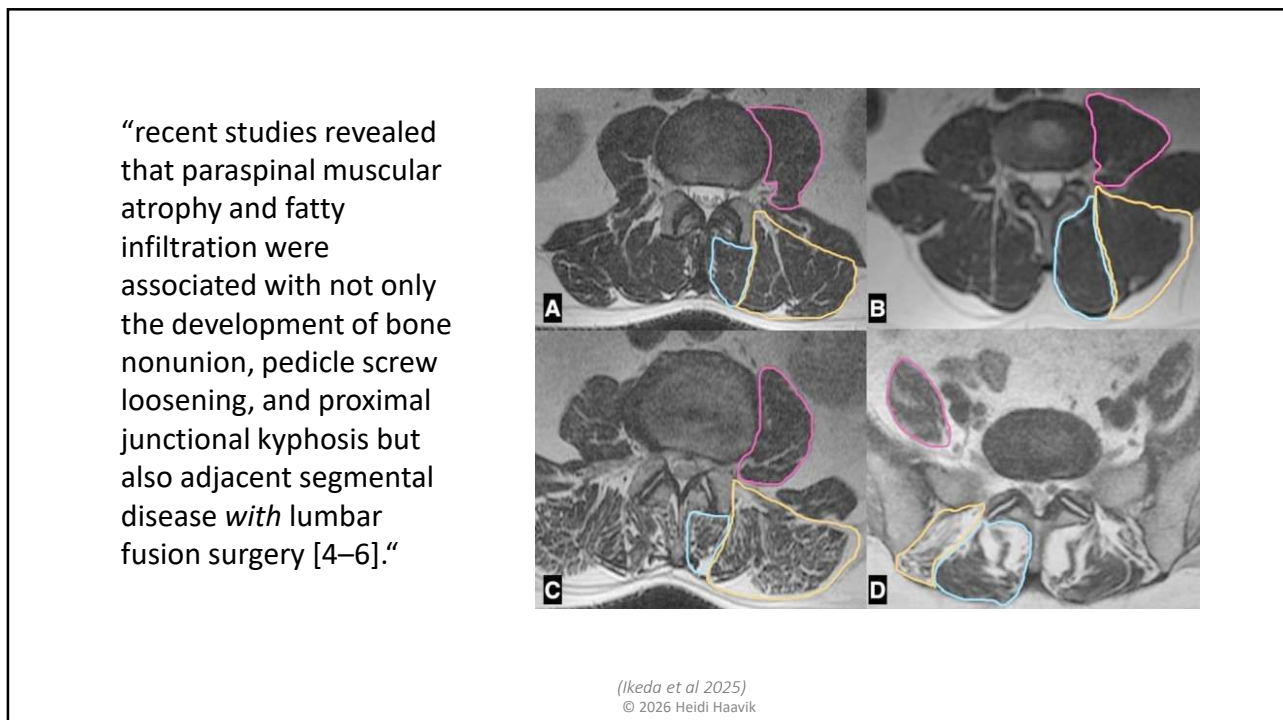 “recent studies revealed
that paraspinal muscular
atrophy and fatty
infiltration were
associated with not only
the development of bone
nonunion, pedicle screw
loosening, and proximal
junctional kyphosis but
also adjacent segmental
disease with lumbar
fusion surgery [4–6].“
A
B
C
D
(Ikeda et al 2025)
© 2026 Heidi Haavik